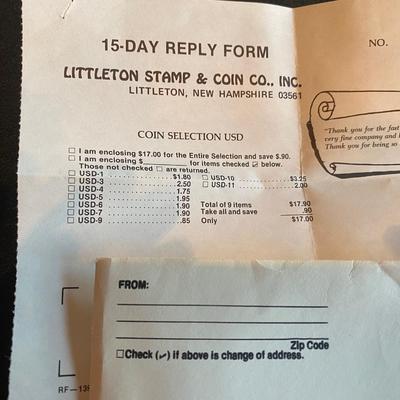 15-DAY REPLY FORM
LITTLETON STAMP & COIN CO., INC.
LITTLETON, NEW HAMPSHIRE 03561
NO.
"Thank you for the fast
very fine company and
Thank you for being so
COIN SELECTION USD
☐ I am enclosing $17.00 for the Entire Selection and save $.90.
☐ I am enclosing $________ for items checked ☑ below.
Those not checked ☐ are returned.
☐ USD-1 ................ $1.80 ☐ USD-10 ................ $3.25
☐ USD-3 ................ 2.50 ☐ USD-11 ................ 2.00
☐ USD-4 ................ 1.75
☐ USD-5 ................ 1.95
☐ USD-6 ................ 1.90 Total of 9 items $17.90
☐ USD-7 ................ 1.90 Take all and save .90
☐ USD-9 ................ .85 Only $17.00
FROM:
Zip Code
☐ Check (✓) if above is change of address.